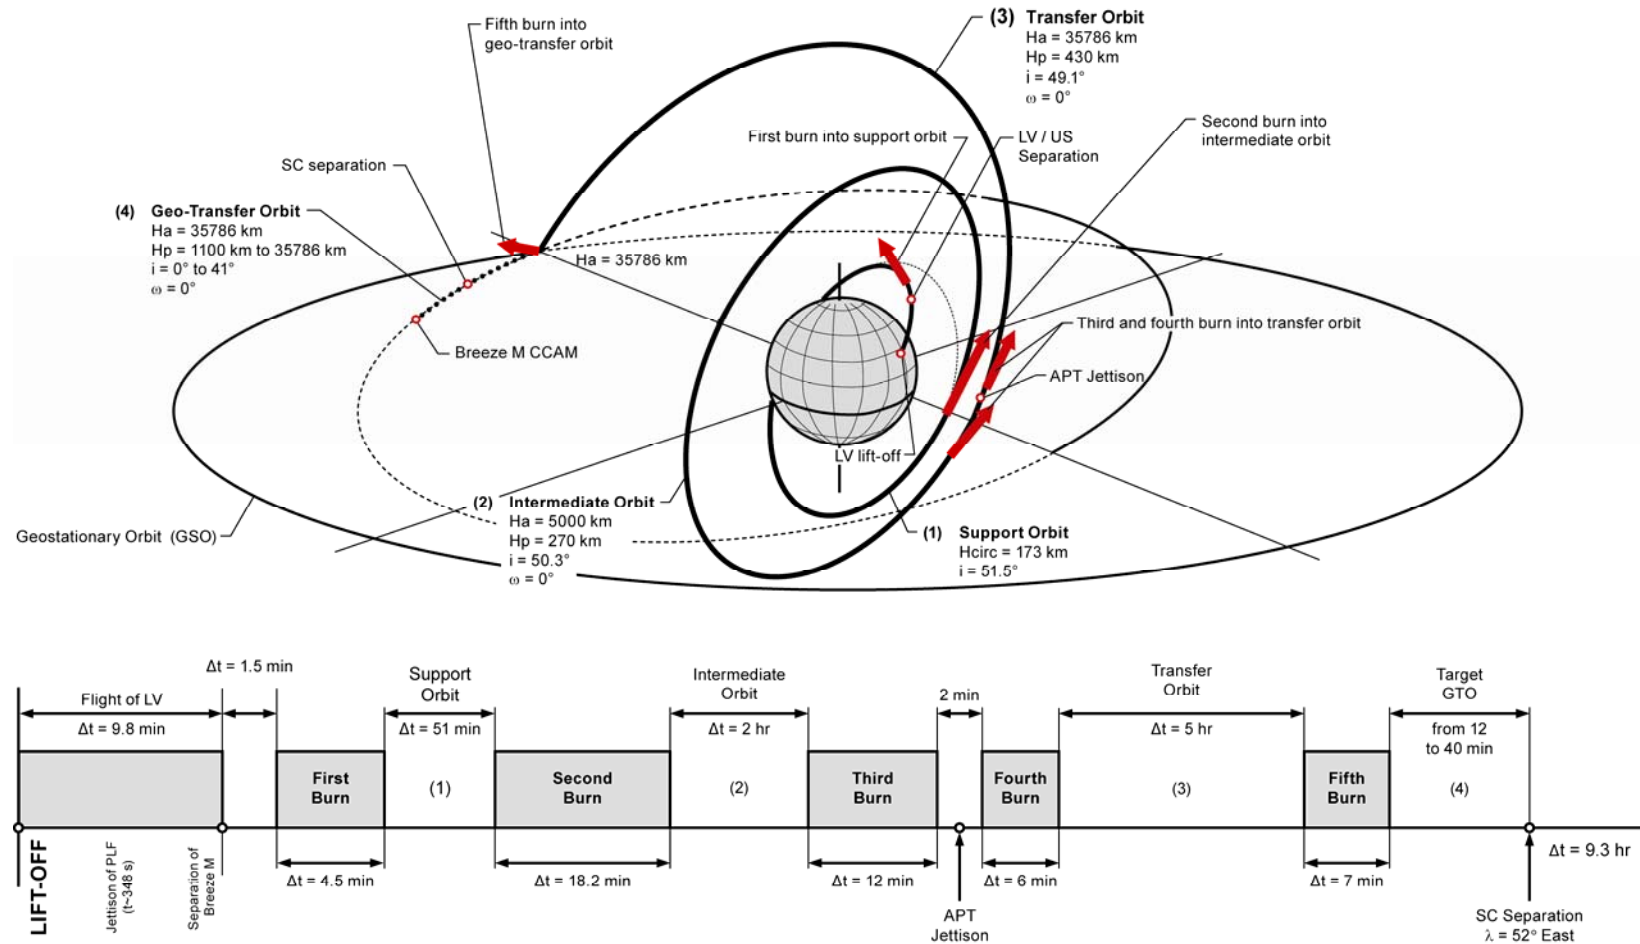 Fifth burn into
geo-transfer orbit
(3) Transfer Orbit
Ha = 35786 km
Hp = 430 km
i = 49.1°
ω = 0°
Second burn into
intermediate orbit
First burn into support orbit
LV / US
Separation
SC separation
(4) Geo-Transfer Orbit
Ha = 35786 km
Hp = 1100 km to 35786 km
i = 0° to 41°
ω = 0°
Ha = 35786 km
Third and fourth burn into transfer orbit
Breeze M CCAM
APT Jettison
LV lift-off
(2) Intermediate Orbit
Ha = 5000 km
Hp = 270 km
i = 50.3°
ω = 0°
Geostationary Orbit (GSO)
(1) Support Orbit
Hcirc = 173 km
i = 51.5°
Δt = 1.5 min
Support
Orbit
Intermediate
Orbit
Transfer
Orbit
Target
GTO
Flight of LV
2 min
Δt = 9.8 min
Δt = 51 min
Δt = 2 hr
Δt = 5 hr
from 12
to 40 min
First
Burn
(1)
Second
Burn
(2)
Third
Burn
Fourth
Burn
(3)
Fifth
Burn
(4)
LIFT-OFF
Jettison of PLF
(t~348 s)
Separation of
Breeze M
Δt = 4.5 min
Δt = 18.2 min
Δt = 12 min
Δt = 6 min
Δt = 7 min
Δt = 9.3 hr
APT
Jettison
SC Separation
λ = 52° East